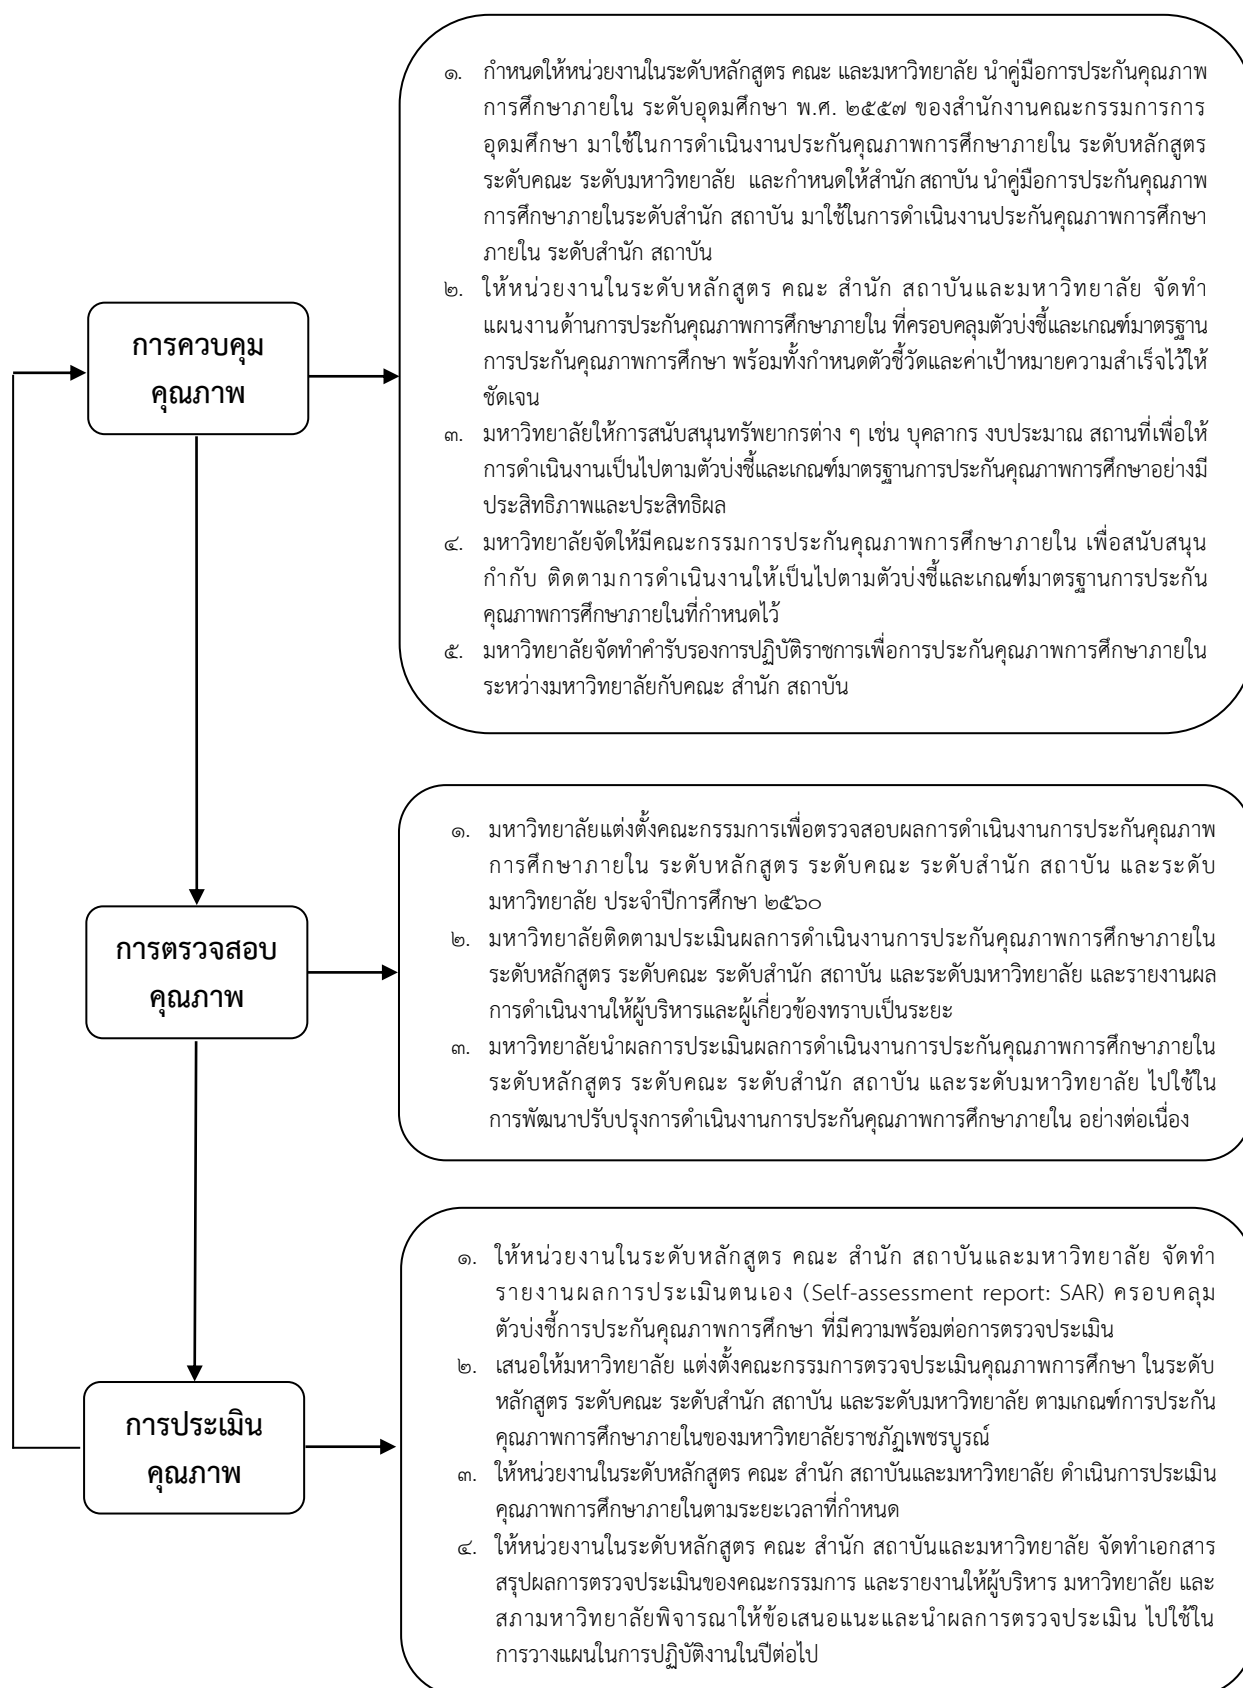 ๑. กำหนดให้หน่วยงานในระดับหลักสูตร คณะ และมหาวิทยาลัย นำคู่มือการประกันคุณภาพ
การศึกษาภายใน ระดับอุดมศึกษา พ.ศ. ๒๕๕๗ ของสำนักงานคณะกรรมการการ
อุดมศึกษา มาใช้ในการดำเนินงานประกันคุณภาพการศึกษาภายใน ระดับหลักสูตร
ระดับคณะ ระดับมหาวิทยาลัย และกำหนดให้สำนัก สถาบัน นำคู่มือการประกันคุณภาพ
การศึกษาภายในระดับสำนัก สถาบัน มาใช้ในการดำเนินงานประกันคุณภาพการศึกษา
ภายใน ระดับสำนัก สถาบัน
๒. ให้หน่วยงานในระดับหลักสูตร คณะ สำนัก สถาบันและมหาวิทยาลัย จัดทำ
แผนงานด้านการประกันคุณภาพการศึกษาภายใน ที่ครอบคลุมตัวบ่งชี้และเกณฑ์มาตรฐาน
การประกันคุณภาพการศึกษา พร้อมทั้งกำหนดตัวชี้วัดและค่าเป้าหมายความสำเร็จไว้ให้
ชัดเจน
๓. มหาวิทยาลัยให้การสนับสนุนทรัพยากรต่าง ๆ เช่น บุคลากร งบประมาณ สถานที่เพื่อให้
การดำเนินงานเป็นไปตามตัวบ่งชี้และเกณฑ์มาตรฐานการประกันคุณภาพการศึกษาอย่างมี
ประสิทธิภาพและประสิทธิผล
๔. มหาวิทยาลัยจัดให้มีคณะกรรมการประกันคุณภาพการศึกษาภายใน เพื่อสนับสนุน
กำกับ ติดตามการดำเนินงานให้เป็นไปตามตัวบ่งชี้และเกณฑ์มาตรฐานการประกัน
คุณภาพการศึกษาภายในที่กำหนดไว้
๕. มหาวิทยาลัยจัดทำคำรับรองการปฏิบัติราชการเพื่อการประกันคุณภาพการศึกษาภายใน
ระหว่างมหาวิทยาลัยกับคณะ สำนัก สถาบัน
การควบคุม
คุณภาพ
๑. มหาวิทยาลัยแต่งตั้งคณะกรรมการเพื่อตรวจสอบผลการดำเนินงานการประกันคุณภาพ
การศึกษาภายใน ระดับหลักสูตร ระดับคณะ ระดับสำนัก สถาบัน และระดับ
มหาวิทยาลัย ประจำปีการศึกษา ๒๕๖๐
๒. มหาวิทยาลัยติดตามประเมินผลการดำเนินงานการประกันคุณภาพการศึกษาภายใน
ระดับหลักสูตร ระดับคณะ ระดับสำนัก สถาบัน และระดับมหาวิทยาลัย และรายงานผล
การดำเนินงานให้ผู้บริหารและผู้เกี่ยวข้องทราบเป็นระยะ
๓. มหาวิทยาลัยนำผลการประเมินผลการดำเนินงานการประกันคุณภาพการศึกษาภายใน
ระดับหลักสูตร ระดับคณะ ระดับสำนัก สถาบัน และระดับมหาวิทยาลัย ไปใช้ใน
การพัฒนาปรับปรุงการดำเนินงานการประกันคุณภาพการศึกษาภายใน อย่างต่อเนื่อง
การตรวจสอบ
คุณภาพ
๑. ให้หน่วยงานในระดับหลักสูตร คณะ สำนัก สถาบันและมหาวิทยาลัย จัดทำ
รายงานผลการประเมินตนเอง (Self-assessment report: SAR) ครอบคลุม
ตัวบ่งชี้การประกันคุณภาพการศึกษา ที่มีความพร้อมต่อการตรวจประเมิน
๒. เสนอให้มหาวิทยาลัย แต่งตั้งคณะกรรมการตรวจประเมินคุณภาพการศึกษา ในระดับ
หลักสูตร ระดับคณะ ระดับสำนัก สถาบัน และระดับมหาวิทยาลัย ตามเกณฑ์การประกัน
คุณภาพการศึกษาภายในของมหาวิทยาลัยราชภัฏเพชรบูรณ์
๓. ให้หน่วยงานในระดับหลักสูตร คณะ สำนัก สถาบันและมหาวิทยาลัย ดำเนินการประเมิน
คุณภาพการศึกษาภายในตามระยะเวลาที่กำหนด
๔. ให้หน่วยงานในระดับหลักสูตร คณะ สำนัก สถาบันและมหาวิทยาลัย จัดทำเอกสาร
สรุปผลการตรวจประเมินของคณะกรรมการ และรายงานให้ผู้บริหาร มหาวิทยาลัย และ
สภามหาวิทยาลัยพิจารณาให้ข้อเสนอแนะและนำผลการตรวจประเมิน ไปใช้ใน
การวางแผนในการปฏิบัติงานในปีต่อไป
การประเมิน
คุณภาพ